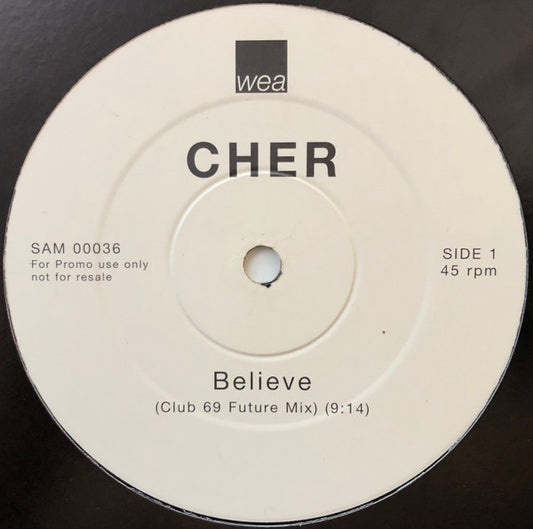 wea
CHER
SAM 00036
For Promo use only
not for resale
SIDE 1
45 rpm
Believe
(Club 69 Future Mix) (9:14)